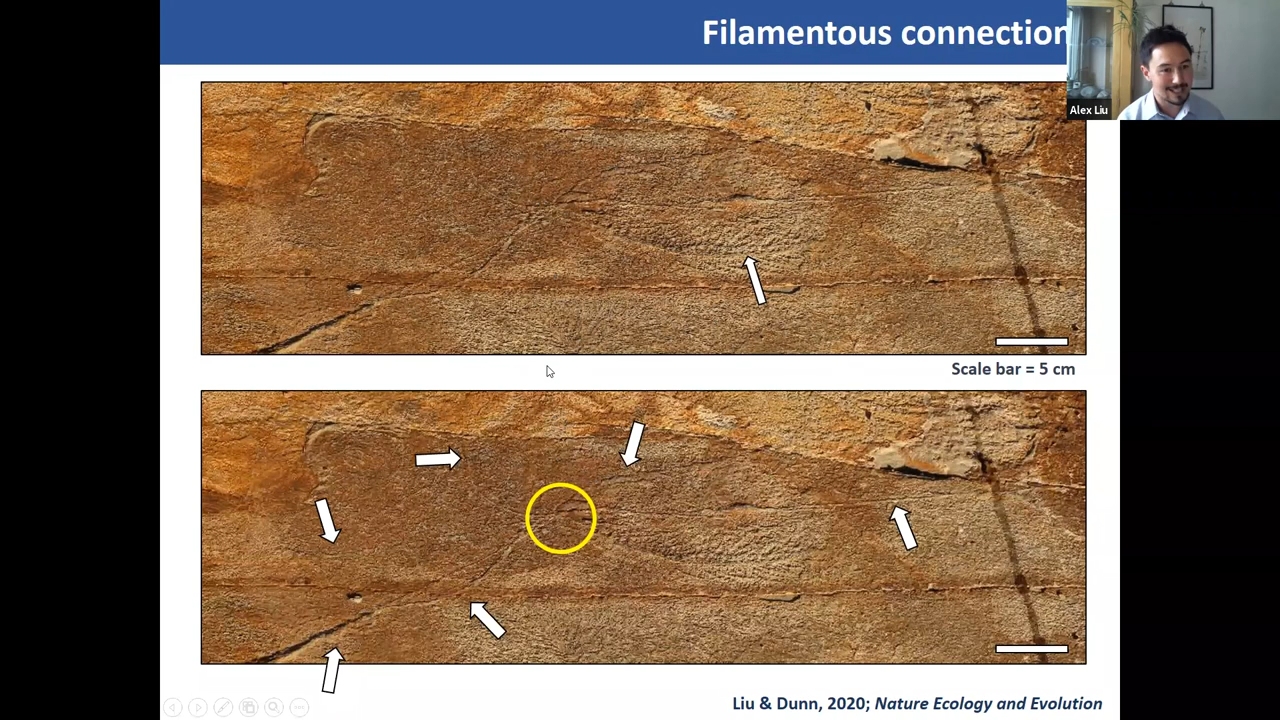 Filamentous connection
Alex Liu
Scale bar = 5 cm
Liu & Dunn, 2020; Nature Ecology and Evolution